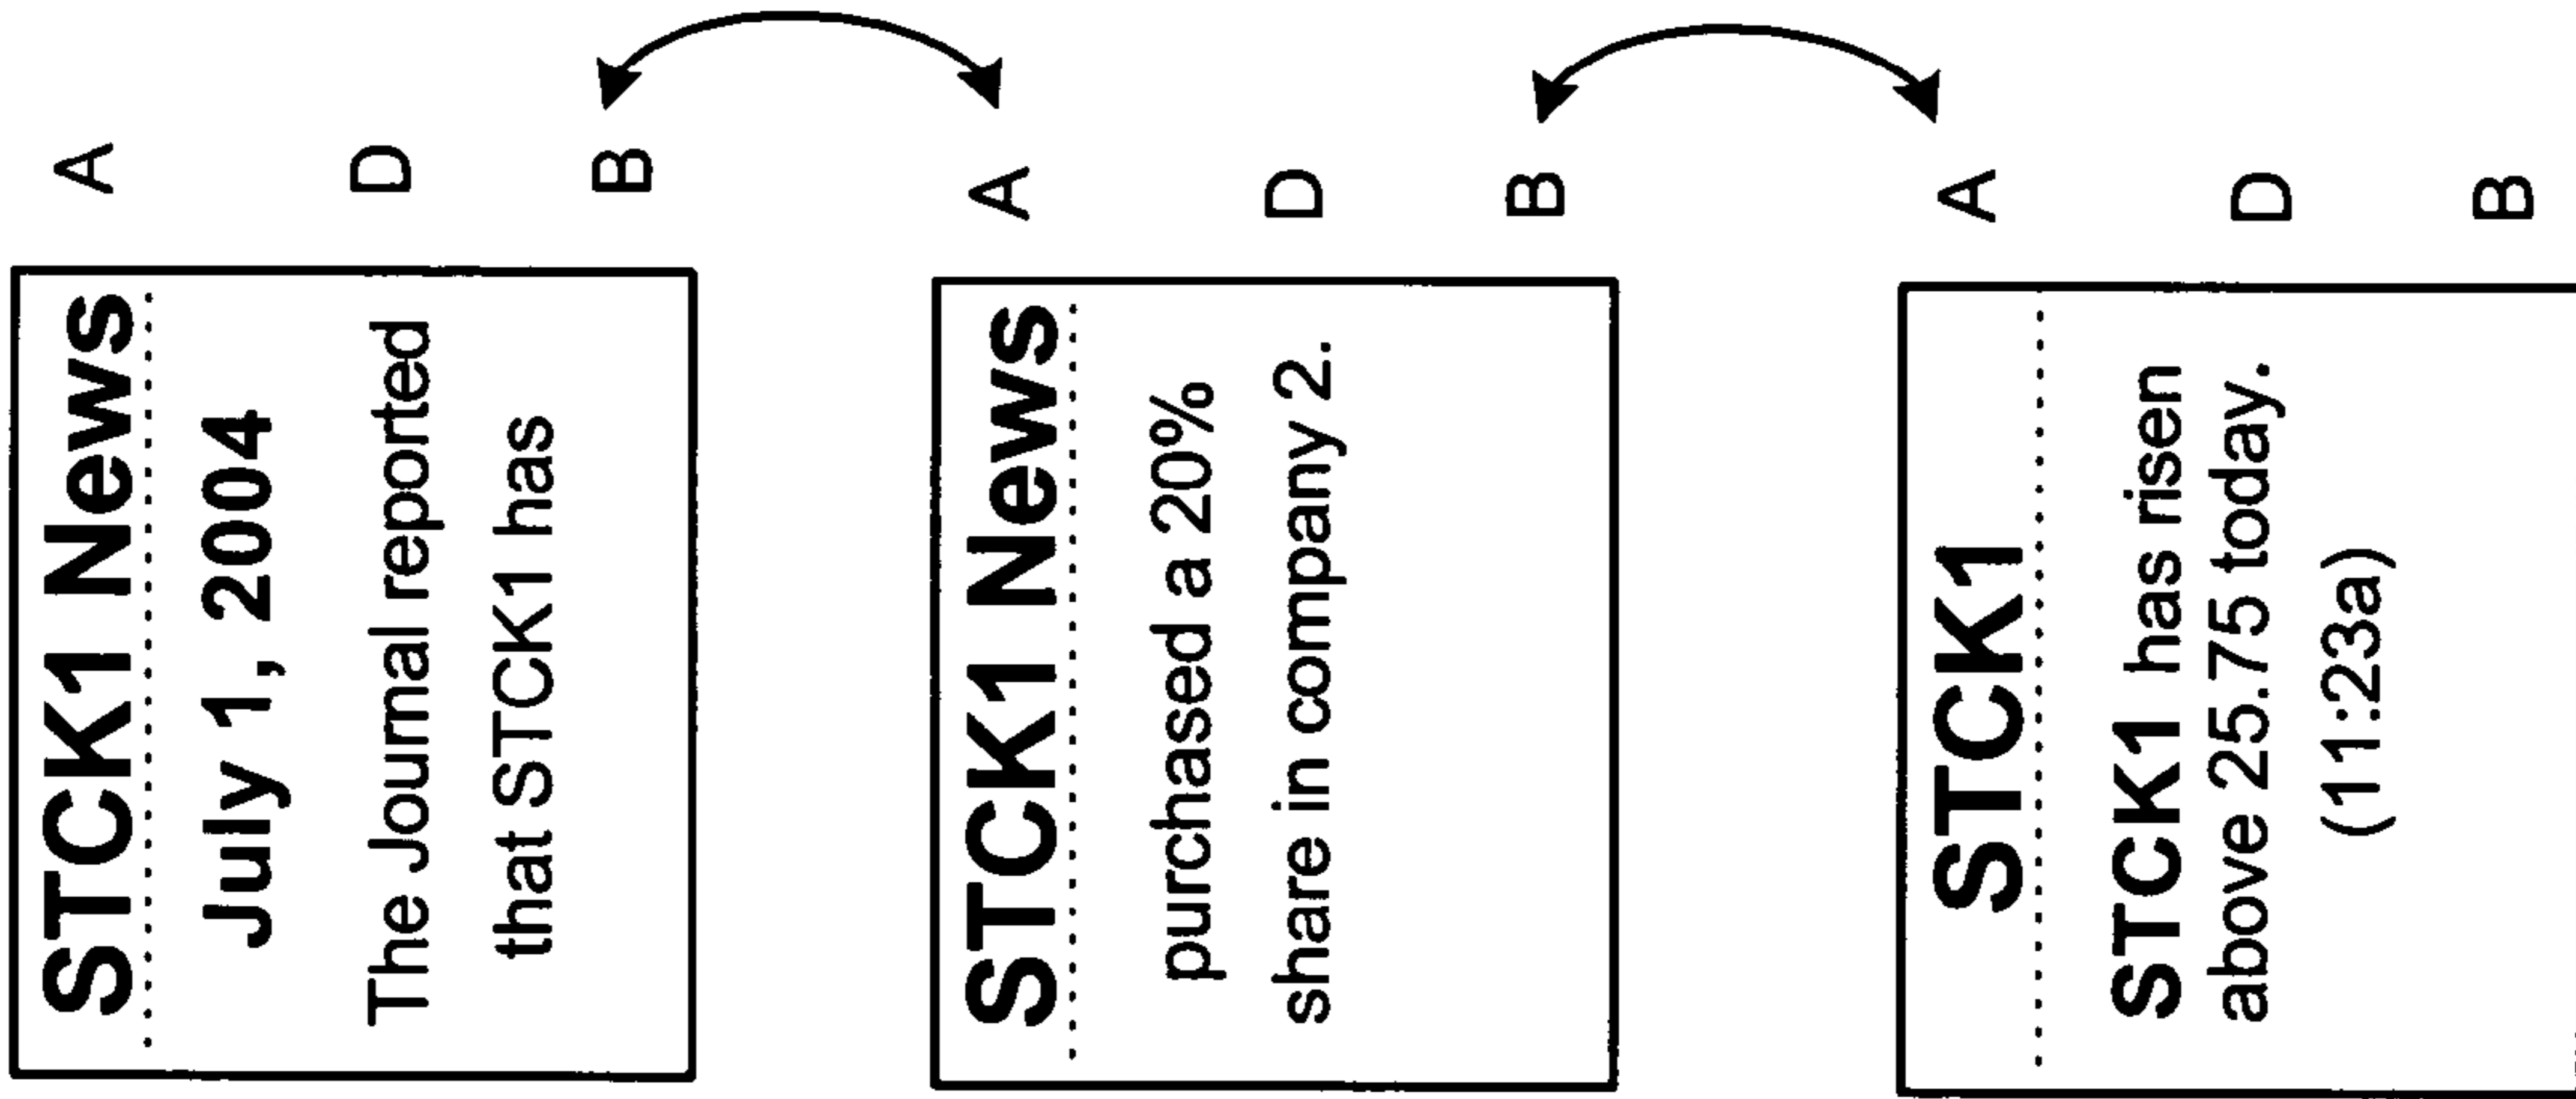 STCK1 News
July 1, 2004
The Journal reported
that STCK1 has
A
D
B
STCK1 News
purchased a 20%
share in company 2.
A
D
B
STCK1
STCK1 has risen
above 25.75 today.
(11:23a)
A
D
B